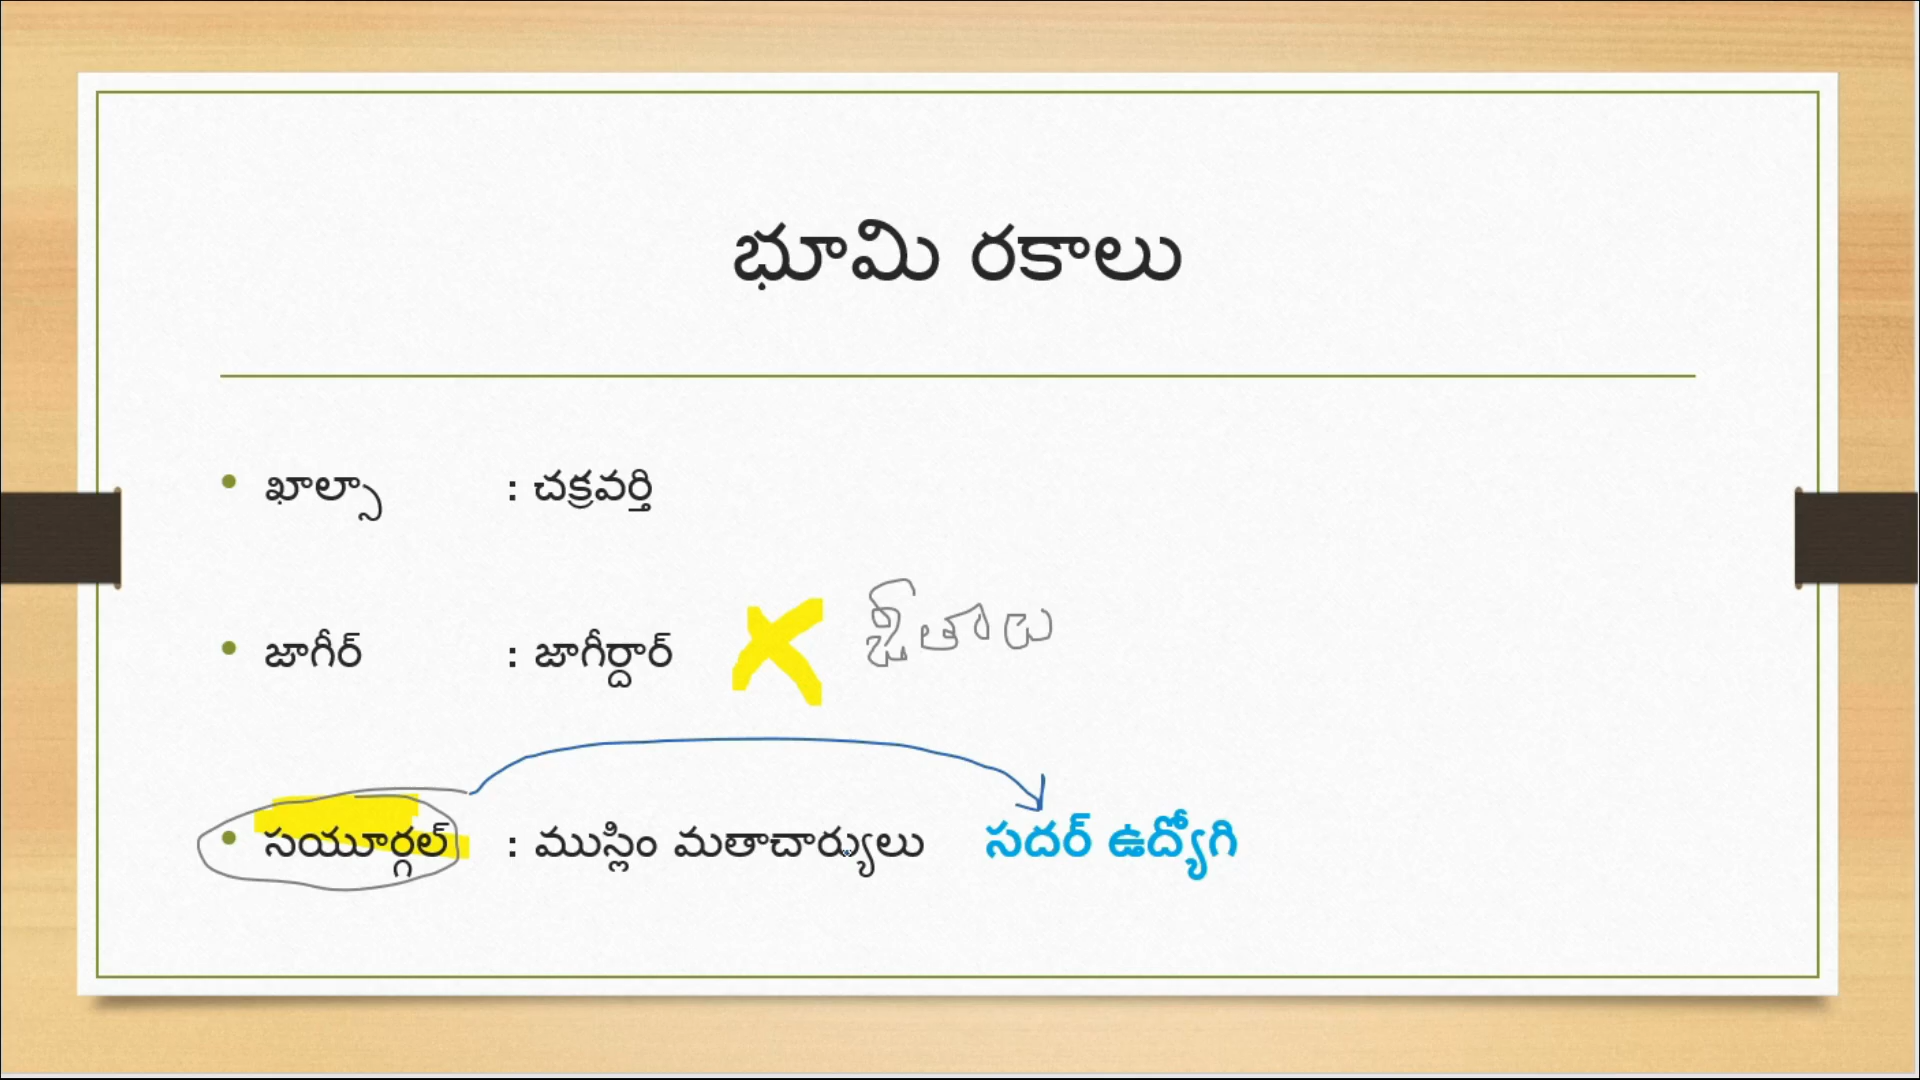 భూమి రకాలు
ఖాల్సా : చక్రవర్తి
జాగీర్ : జాగీర్దార్ జీతాలు
సయూర్గల్ : ముస్లిం మతాచార్యులు సదర్ ఉద్యోగి